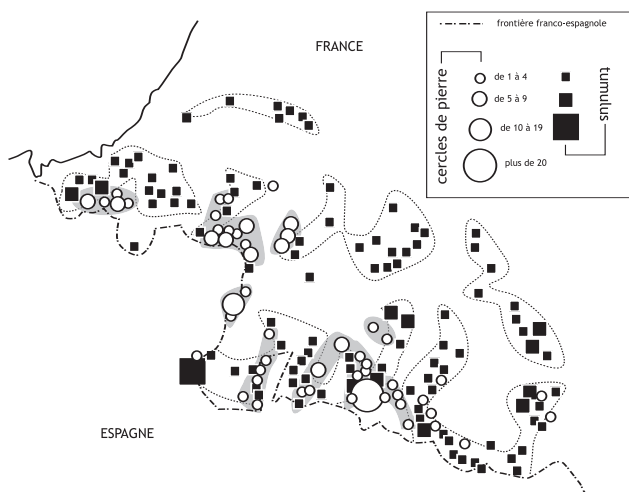 FRANCE
ESPAGNE
frontière franco-espagnole
cercles de pierre
de 1 à 4
de 5 à 9
de 10 à 19
plus de 20
tumulus